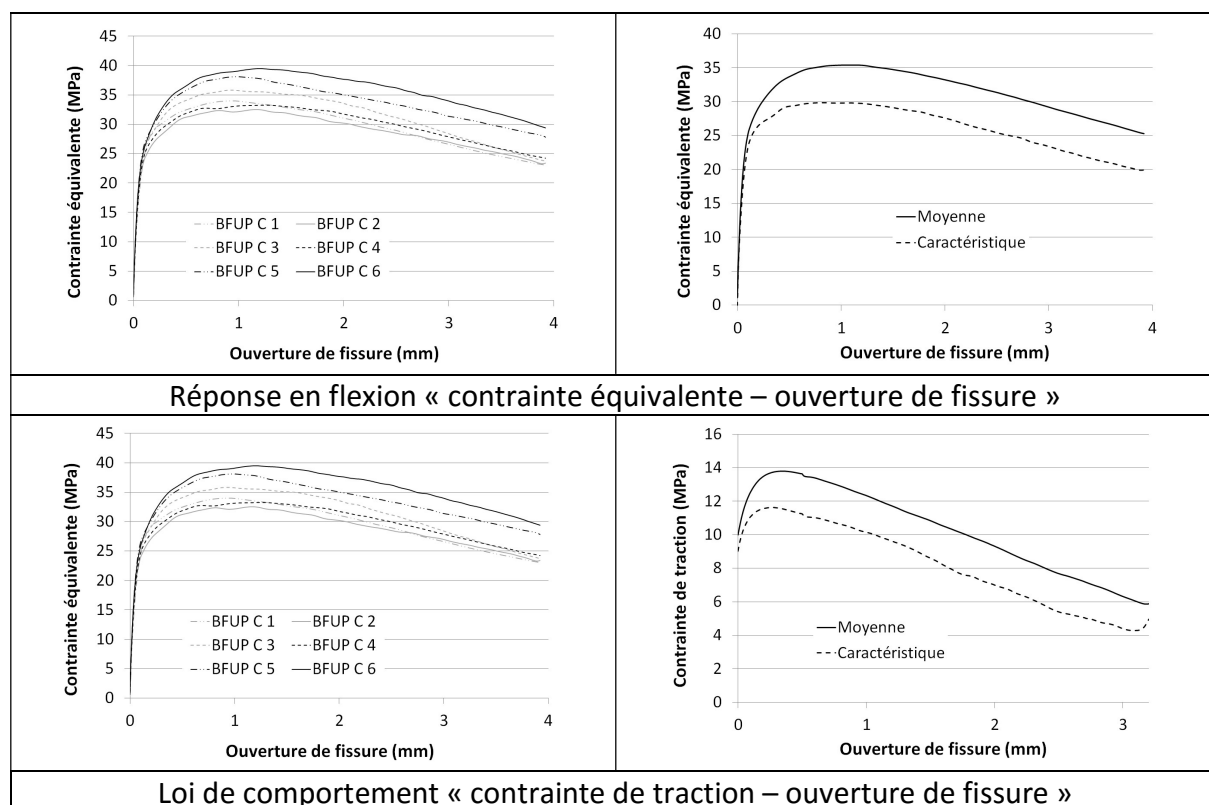 45
40
35
30
25
20
15
10
5
0
Contrainte équivalente (MPa)
BFUP C 1 BFUP C 2
BFUP C 3 BFUP C 4
BFUP C 5 BFUP C 6
0 1 2 3 4
Ouverture de fissure (mm)
40
35
30
25
20
15
10
5
0
Contrainte équivalente (MPa)
Moyenne
Caractéristique
0 1 2 3 4
Ouverture de fissure (mm)
Réponse en flexion « contrainte équivalente – ouverture de fissure »
45
40
35
30
25
20
15
10
5
0
Contrainte équivalente (MPa)
BFUP C 1 BFUP C 2
BFUP C 3 BFUP C 4
BFUP C 5 BFUP C 6
0 1 2 3 4
Ouverture de fissure (mm)
16
14
12
10
8
6
4
2
0
Contrainte de traction (MPa)
Moyenne
Caractéristique
0 1 2 3
Ouverture de fissure (mm)
Loi de comportement « contrainte de traction – ouverture de fissure »